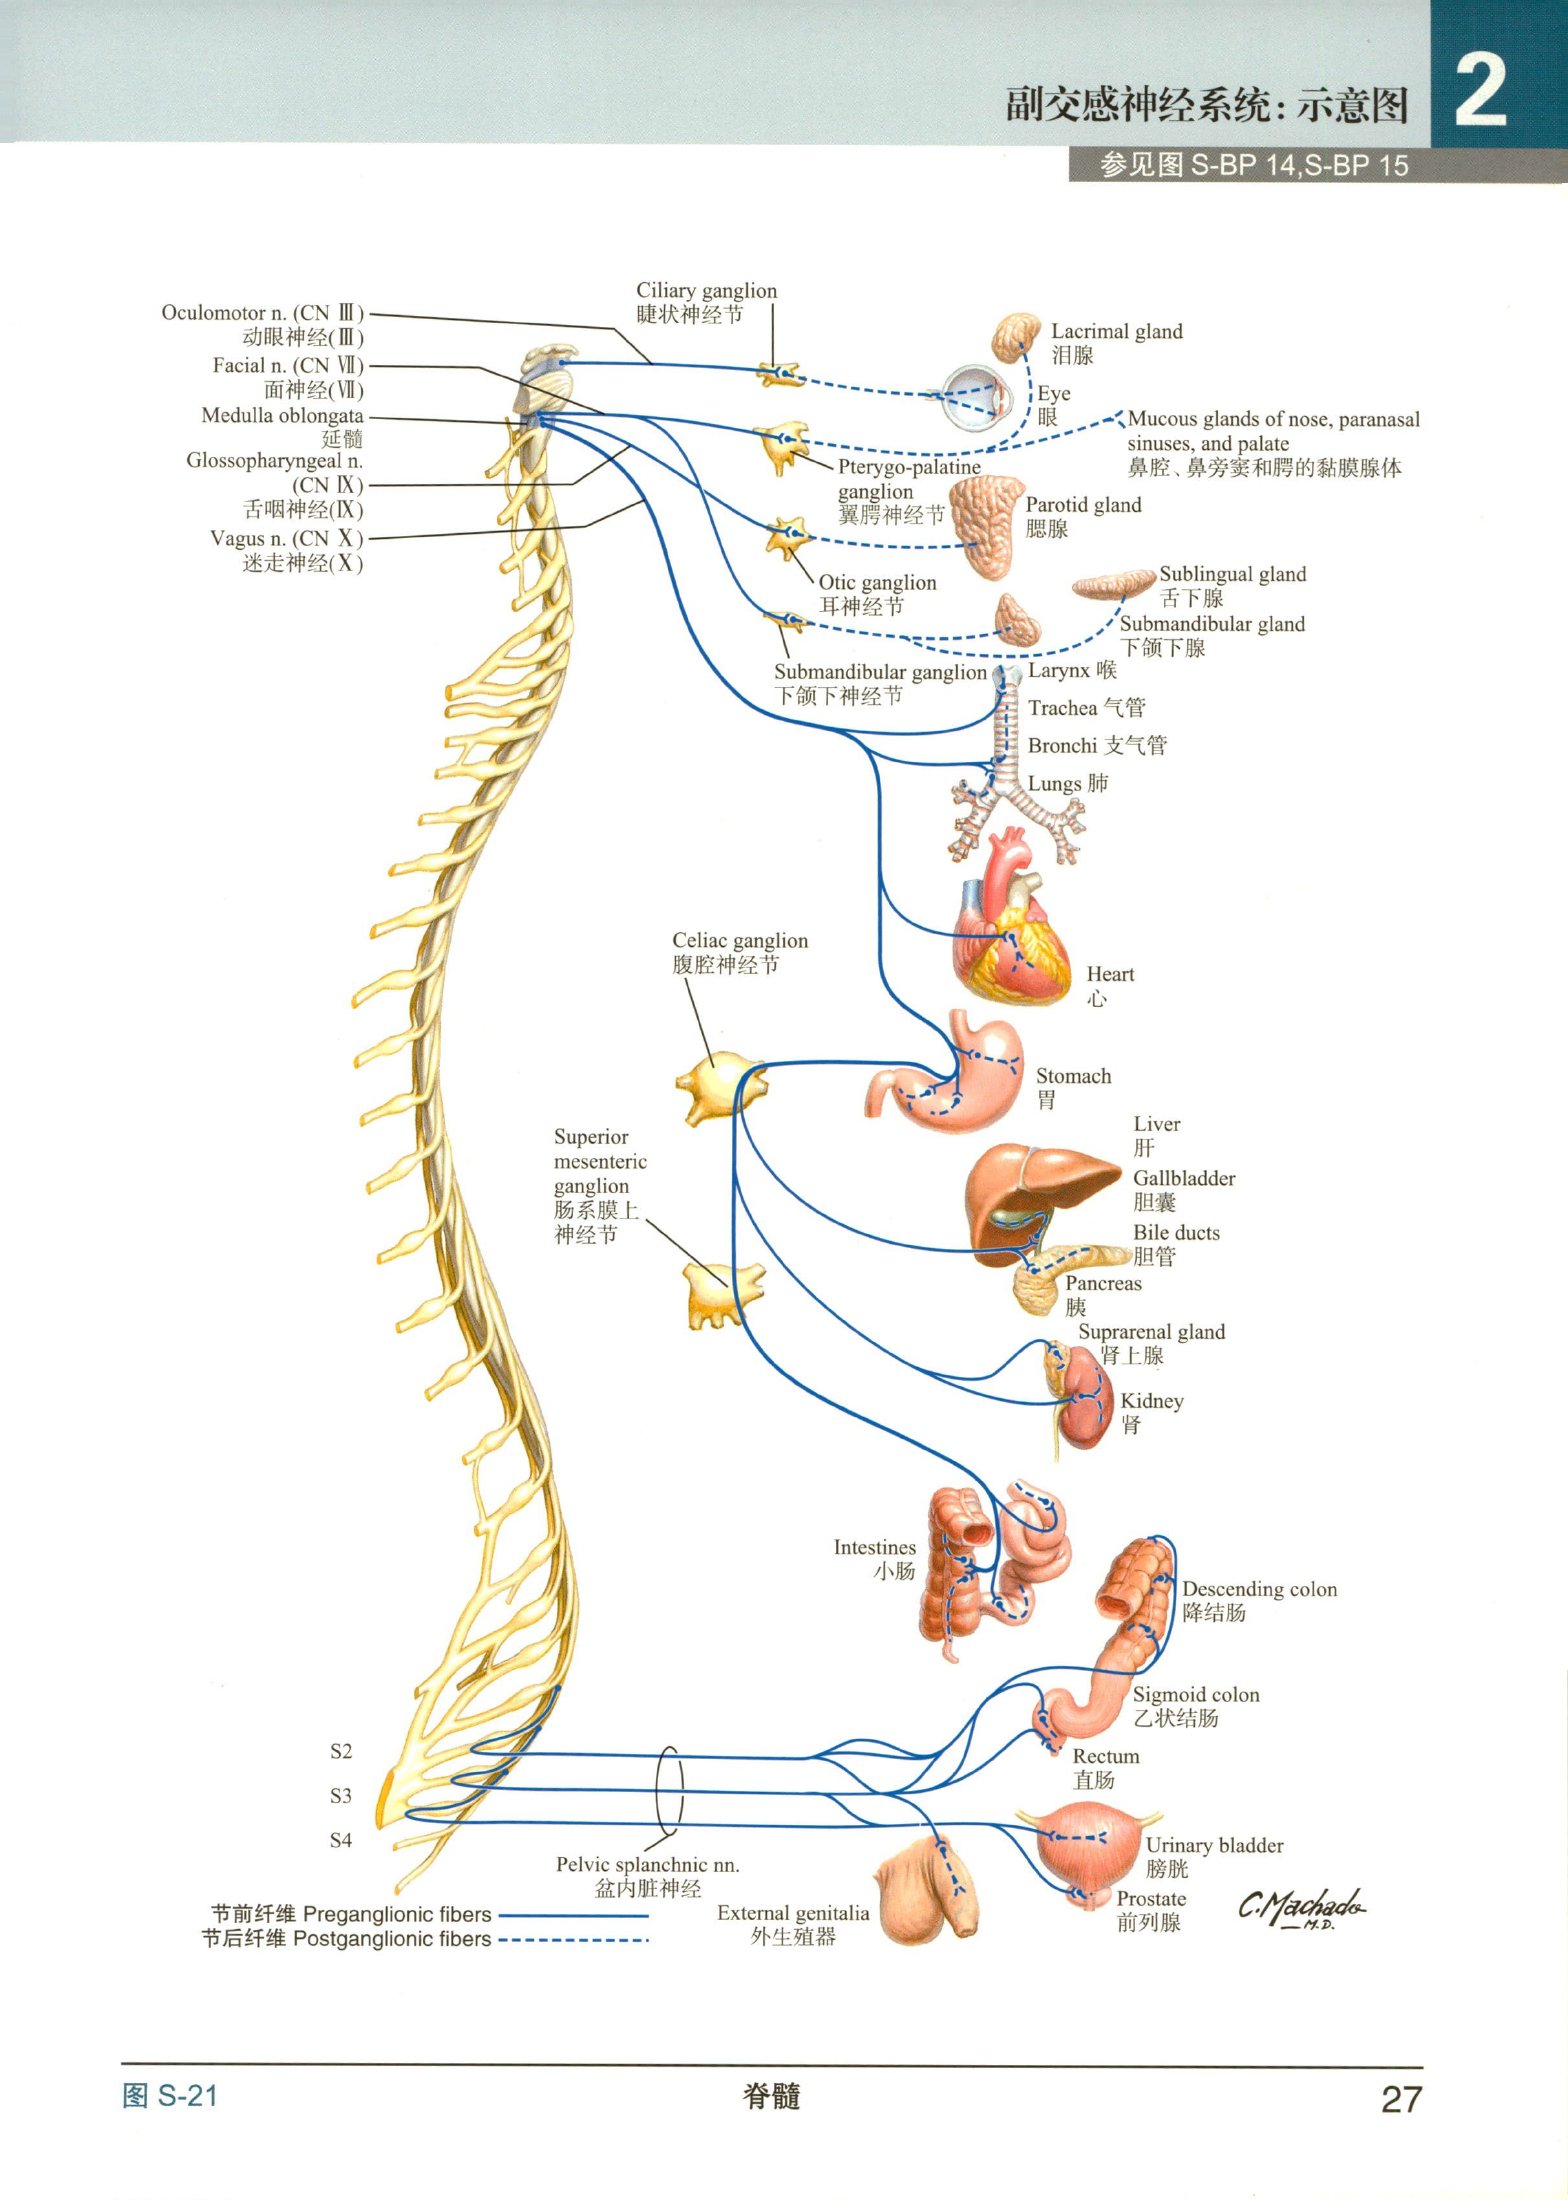 副交感神经系统：示意图
2
参见图 S-BP 14,S-BP 15
Oculomotor n. (CN Ⅲ)
动眼神经(Ⅲ)
Facial n. (CN Ⅶ)
面神经(Ⅶ)
Medulla oblongata
延髓
Glossopharyngeal n.
(CN Ⅸ)
舌咽神经(Ⅸ)
Vagus n. (CN Ⅹ)
迷走神经(Ⅹ)
Ciliary ganglion
睫状神经节
Lacrimal gland
泪腺
Eye
眼
Mucous glands of nose, paranasal
sinuses, and palate
鼻腔、鼻旁窦和腭的黏膜腺体
Pterygo-palatine
ganglion
翼腭神经节
Parotid gland
腮腺
Otic ganglion
耳神经节
Sublingual gland
舌下腺
Submandibular gland
下颌下腺
Submandibular ganglion
下颌下神经节
Larynx 喉
Trachea 气管
Bronchi 支气管
Lungs 肺
Celiac ganglion
腹腔神经节
Heart
心
Stomach
胃
Superior
mesenteric
ganglion
肠系膜上
神经节
Liver
肝
Gallbladder
胆囊
Bile ducts
胆管
Pancreas
胰
Suprarenal gland
肾上腺
Kidney
肾
Intestines
小肠
Descending colon
降结肠
Sigmoid colon
乙状结肠
Rectum
直肠
S2
S3
S4
Pelvic splanchnic nn.
盆内脏神经
Urinary bladder
膀胱
Prostate
前列腺
External genitalia
外生殖器
节前纤维 Preganglionic fibers
节后纤维 Postganglionic fibers
C.Machado
M.D.
图 S-21
脊髓
27